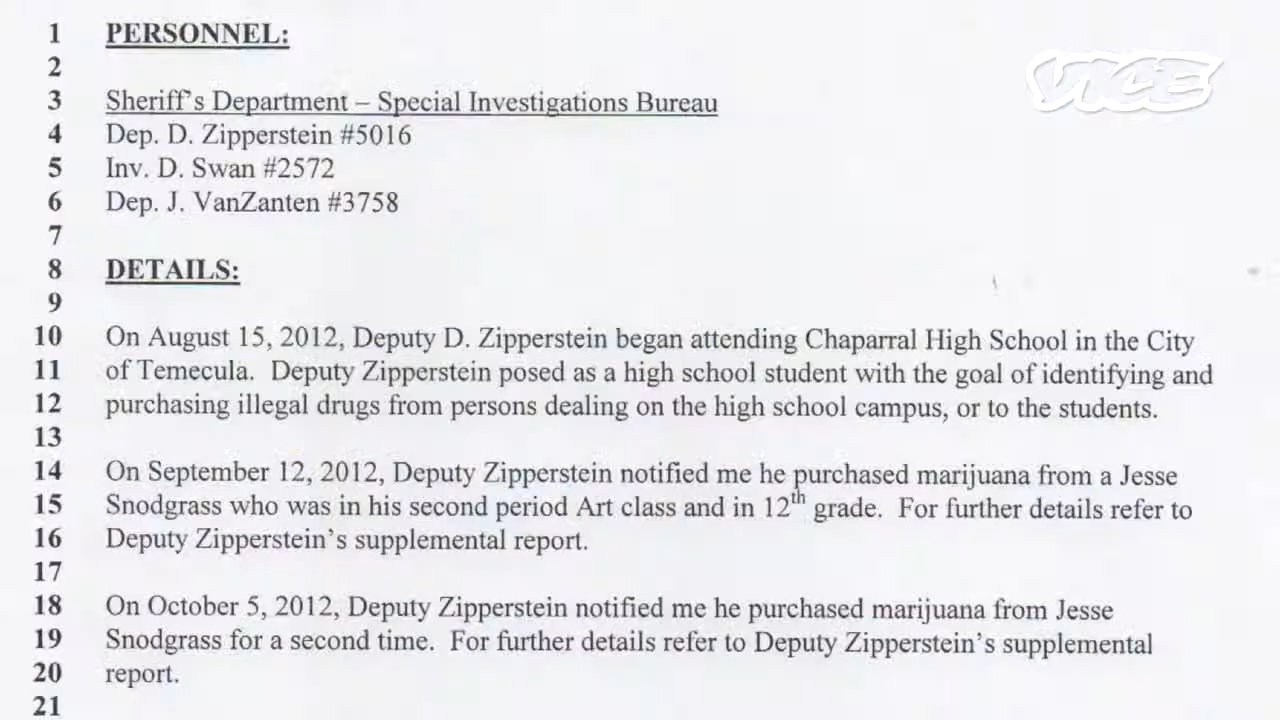 VICE
1 PERSONNEL:
2
3 Sheriff's Department – Special Investigations Bureau
4 Dep. D. Zipperstein #5016
5 Inv. D. Swan #2572
6 Dep. J. VanZanten #3758
7
8 DETAILS:
9
10 On August 15, 2012, Deputy D. Zipperstein began attending Chaparral High School in the City
11 of Temecula. Deputy Zipperstein posed as a high school student with the goal of identifying and
12 purchasing illegal drugs from persons dealing on the high school campus, or to the students.
13
14 On September 12, 2012, Deputy Zipperstein notified me he purchased marijuana from a Jesse
15 Snodgrass who was in his second period Art class and in 12th grade. For further details refer to
16 Deputy Zipperstein's supplemental report.
17
18 On October 5, 2012, Deputy Zipperstein notified me he purchased marijuana from Jesse
19 Snodgrass for a second time. For further details refer to Deputy Zipperstein's supplemental
20 report.
21